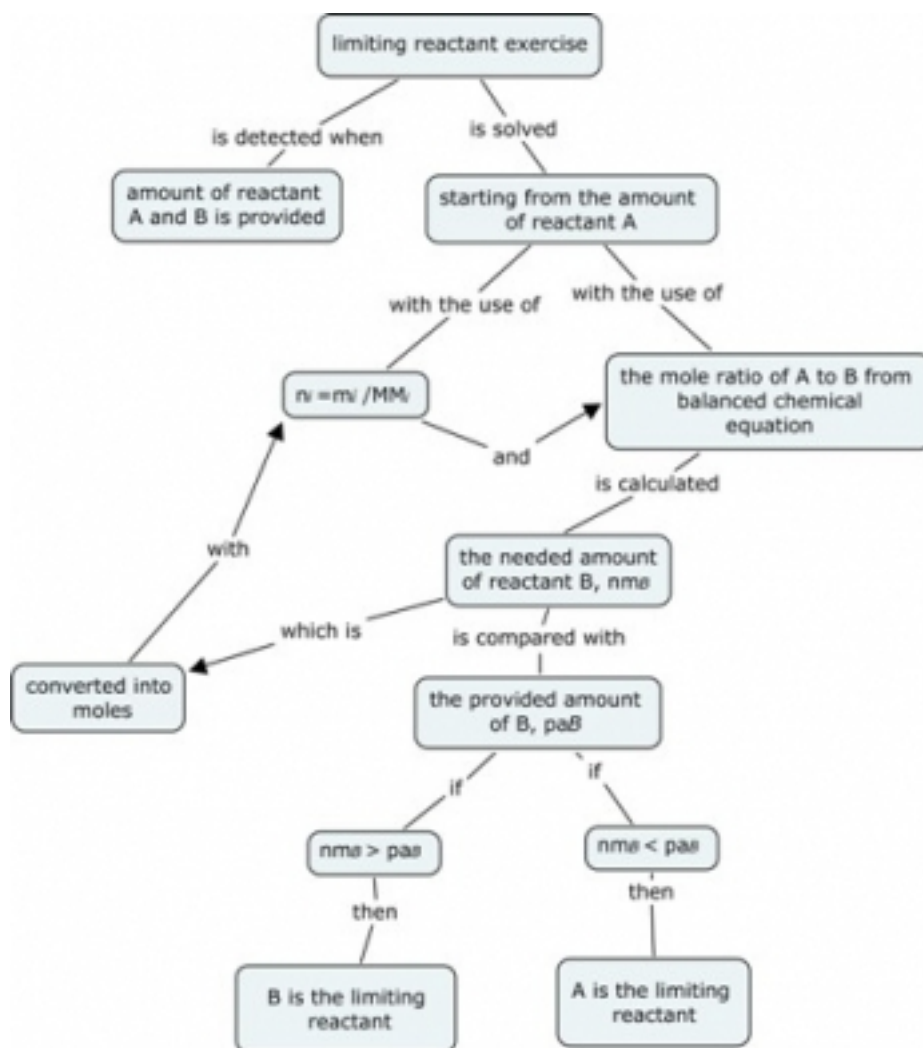 limiting reactant exercise
is detected when
is solved
amount of reactant
A and B is provided
starting from the amount
of reactant A
with the use of
with the use of
ni=mi/MMi
the mole ratio of A to B from
balanced chemical
equation
and
is calculated
with
the needed amount
of reactant B, nmB
which is
is compared with
converted into
moles
the provided amount
of B, paB
if
if
nmB > paB
nmB < paB
then
then
B is the limiting
reactant
A is the limiting
reactant